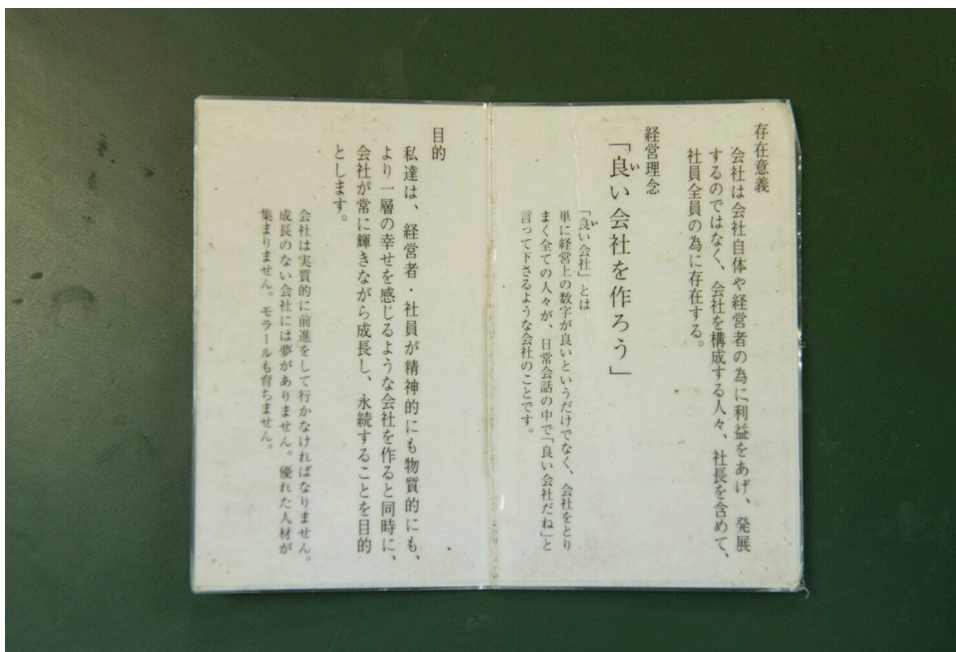 存在意義
会社は会社自体や経営者の為に利益をあげ、発展
するのではなく、会社を構成する人々、社長を含めて、
社員全員の為に存在する。
経営理念
「良い会社を作ろう」
「良い会社」とは
単に経営上の数字が良いというだけでなく、会社をとり
まく全ての人々が、日常会話の中で「良い会社だね」と
言って下さるような会社のことです。
目的
私達は、経営者・社員が精神的にも物質的にも、
より一層の幸せを感じるような会社を作ると同時に、
会社が常に輝きながら成長し、永続することを目的
とします。
会社は実質的に前進をして行かなければなりません。
成長のない会社には夢がありません。優れた人材が
集まりません。モラールも育ちません。